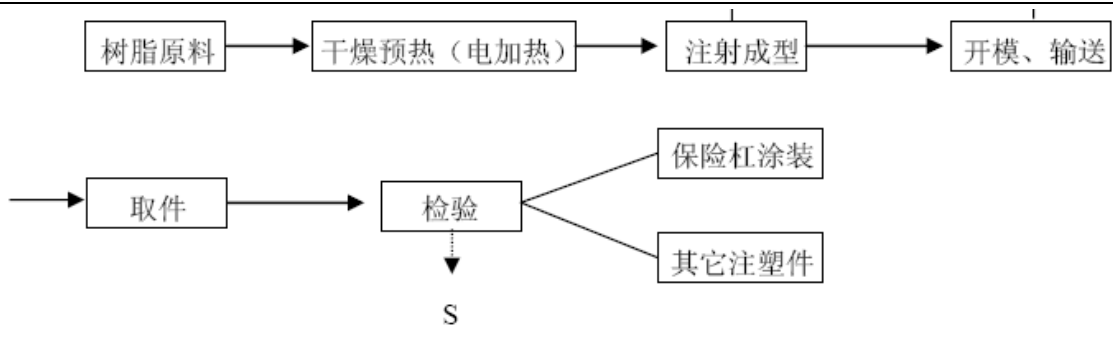 树脂原料
干燥预热（电加热）
注射成型
开模、输送
取件
检验
保险杠涂装
其它注塑件
S